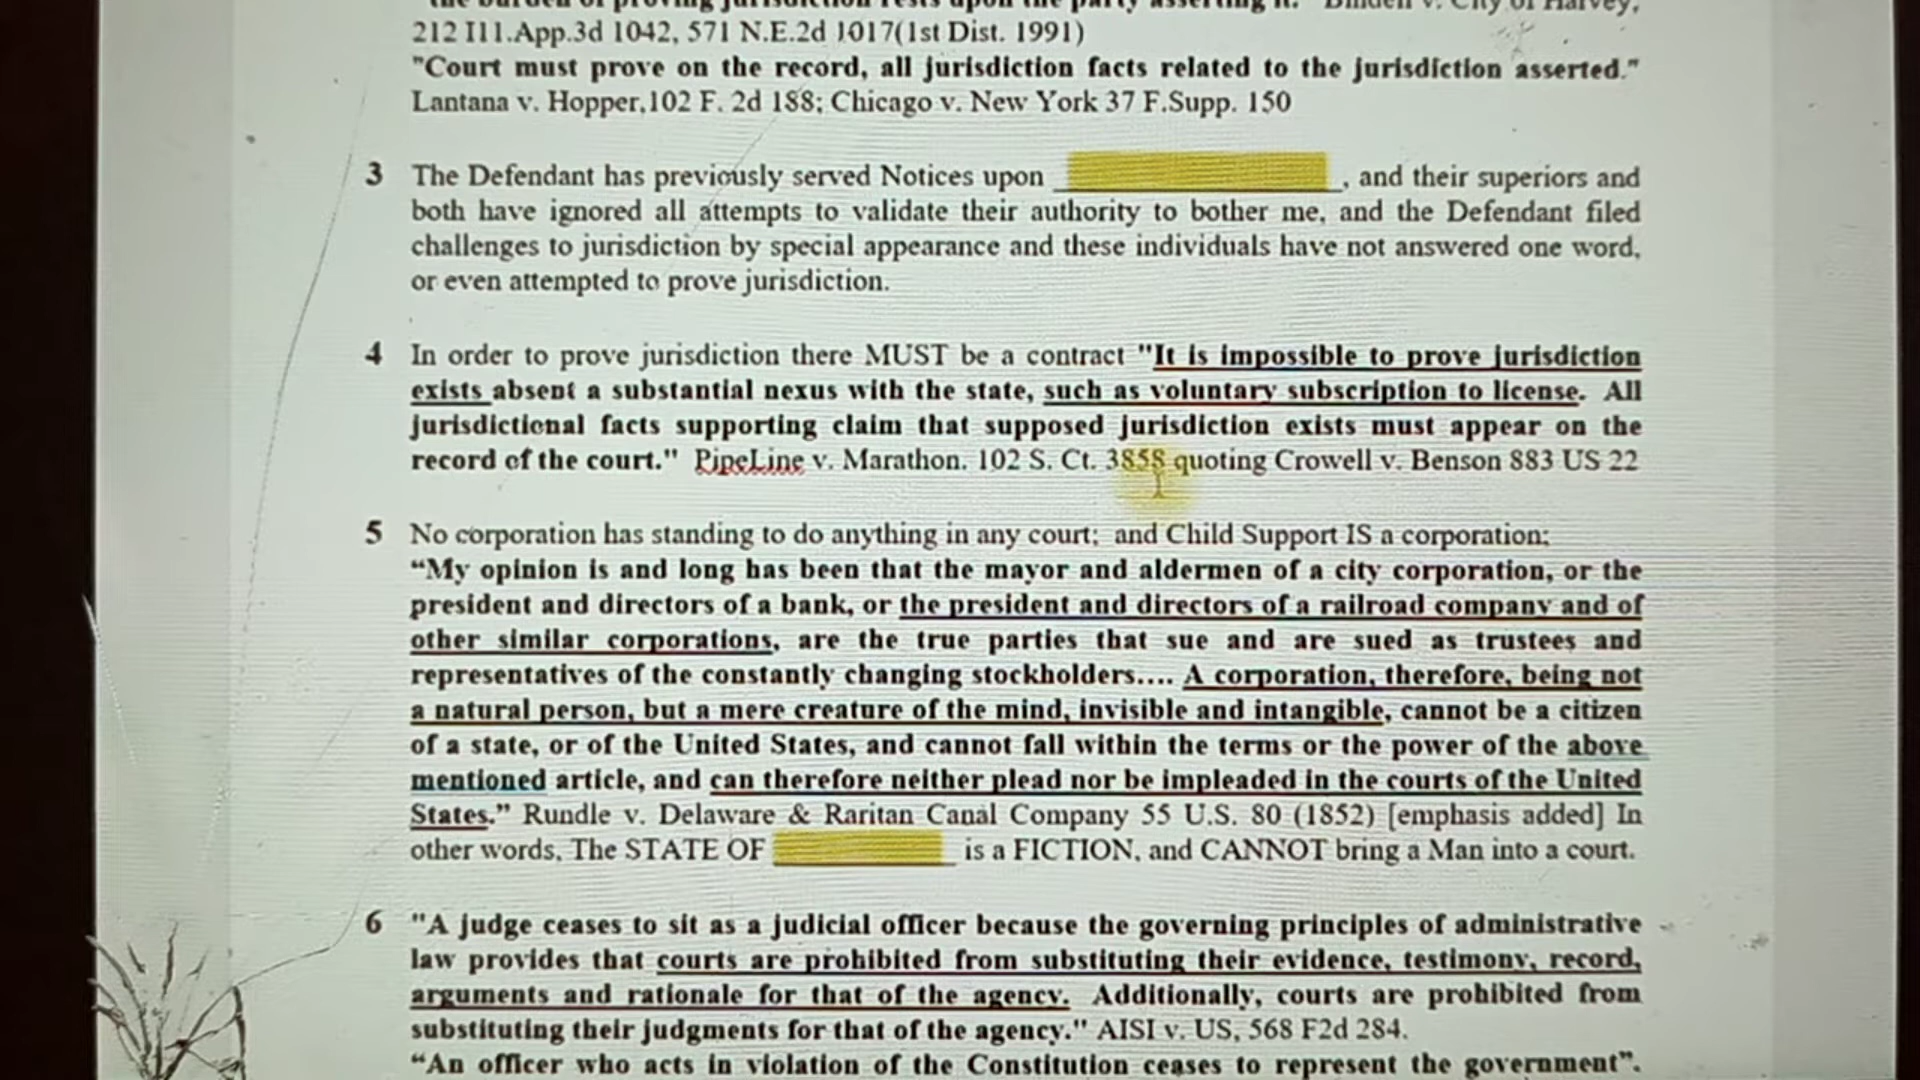 "the burden of proving jurisdiction rests upon the party asserting it." Bindell v. City of Harvey,
212 Ill.App.3d 1042, 571 N.E.2d 1017(1st Dist. 1991)
"Court must prove on the record, all jurisdiction facts related to the jurisdiction asserted."
Lantana v. Hopper,102 F. 2d 188; Chicago v. New York 37 F.Supp. 150
3 The Defendant has previously served Notices upon , and their superiors and
both have ignored all attempts to validate their authority to bother me, and the Defendant filed
challenges to jurisdiction by special appearance and these individuals have not answered one word,
or even attempted to prove jurisdiction.
4 In order to prove jurisdiction there MUST be a contract "It is impossible to prove jurisdiction
exists absent a substantial nexus with the state, such as voluntary subscription to license. All
jurisdictional facts supporting claim that supposed jurisdiction exists must appear on the
record of the court." PipeLine v. Marathon. 102 S. Ct. 3858 quoting Crowell v. Benson 883 US 22
5 No corporation has standing to do anything in any court; and Child Support IS a corporation;
“My opinion is and long has been that the mayor and aldermen of a city corporation, or the
president and directors of a bank, or the president and directors of a railroad company and of
other similar corporations, are the true parties that sue and are sued as trustees and
representatives of the constantly changing stockholders.... A corporation, therefore, being not
a natural person, but a mere creature of the mind, invisible and intangible, cannot be a citizen
of a state, or of the United States, and cannot fall within the terms or the power of the above
mentioned article, and can therefore neither plead nor be impleaded in the courts of the United
States.” Rundle v. Delaware & Raritan Canal Company 55 U.S. 80 (1852) [emphasis added] In
other words, The STATE OF is a FICTION, and CANNOT bring a Man into a court.
6 "A judge ceases to sit as a judicial officer because the governing principles of administrative
law provides that courts are prohibited from substituting their evidence, testimony, record,
arguments and rationale for that of the agency. Additionally, courts are prohibited from
substituting their judgments for that of the agency." AISI v. US, 568 F2d 284.
“An officer who acts in violation of the Constitution ceases to represent the government”.